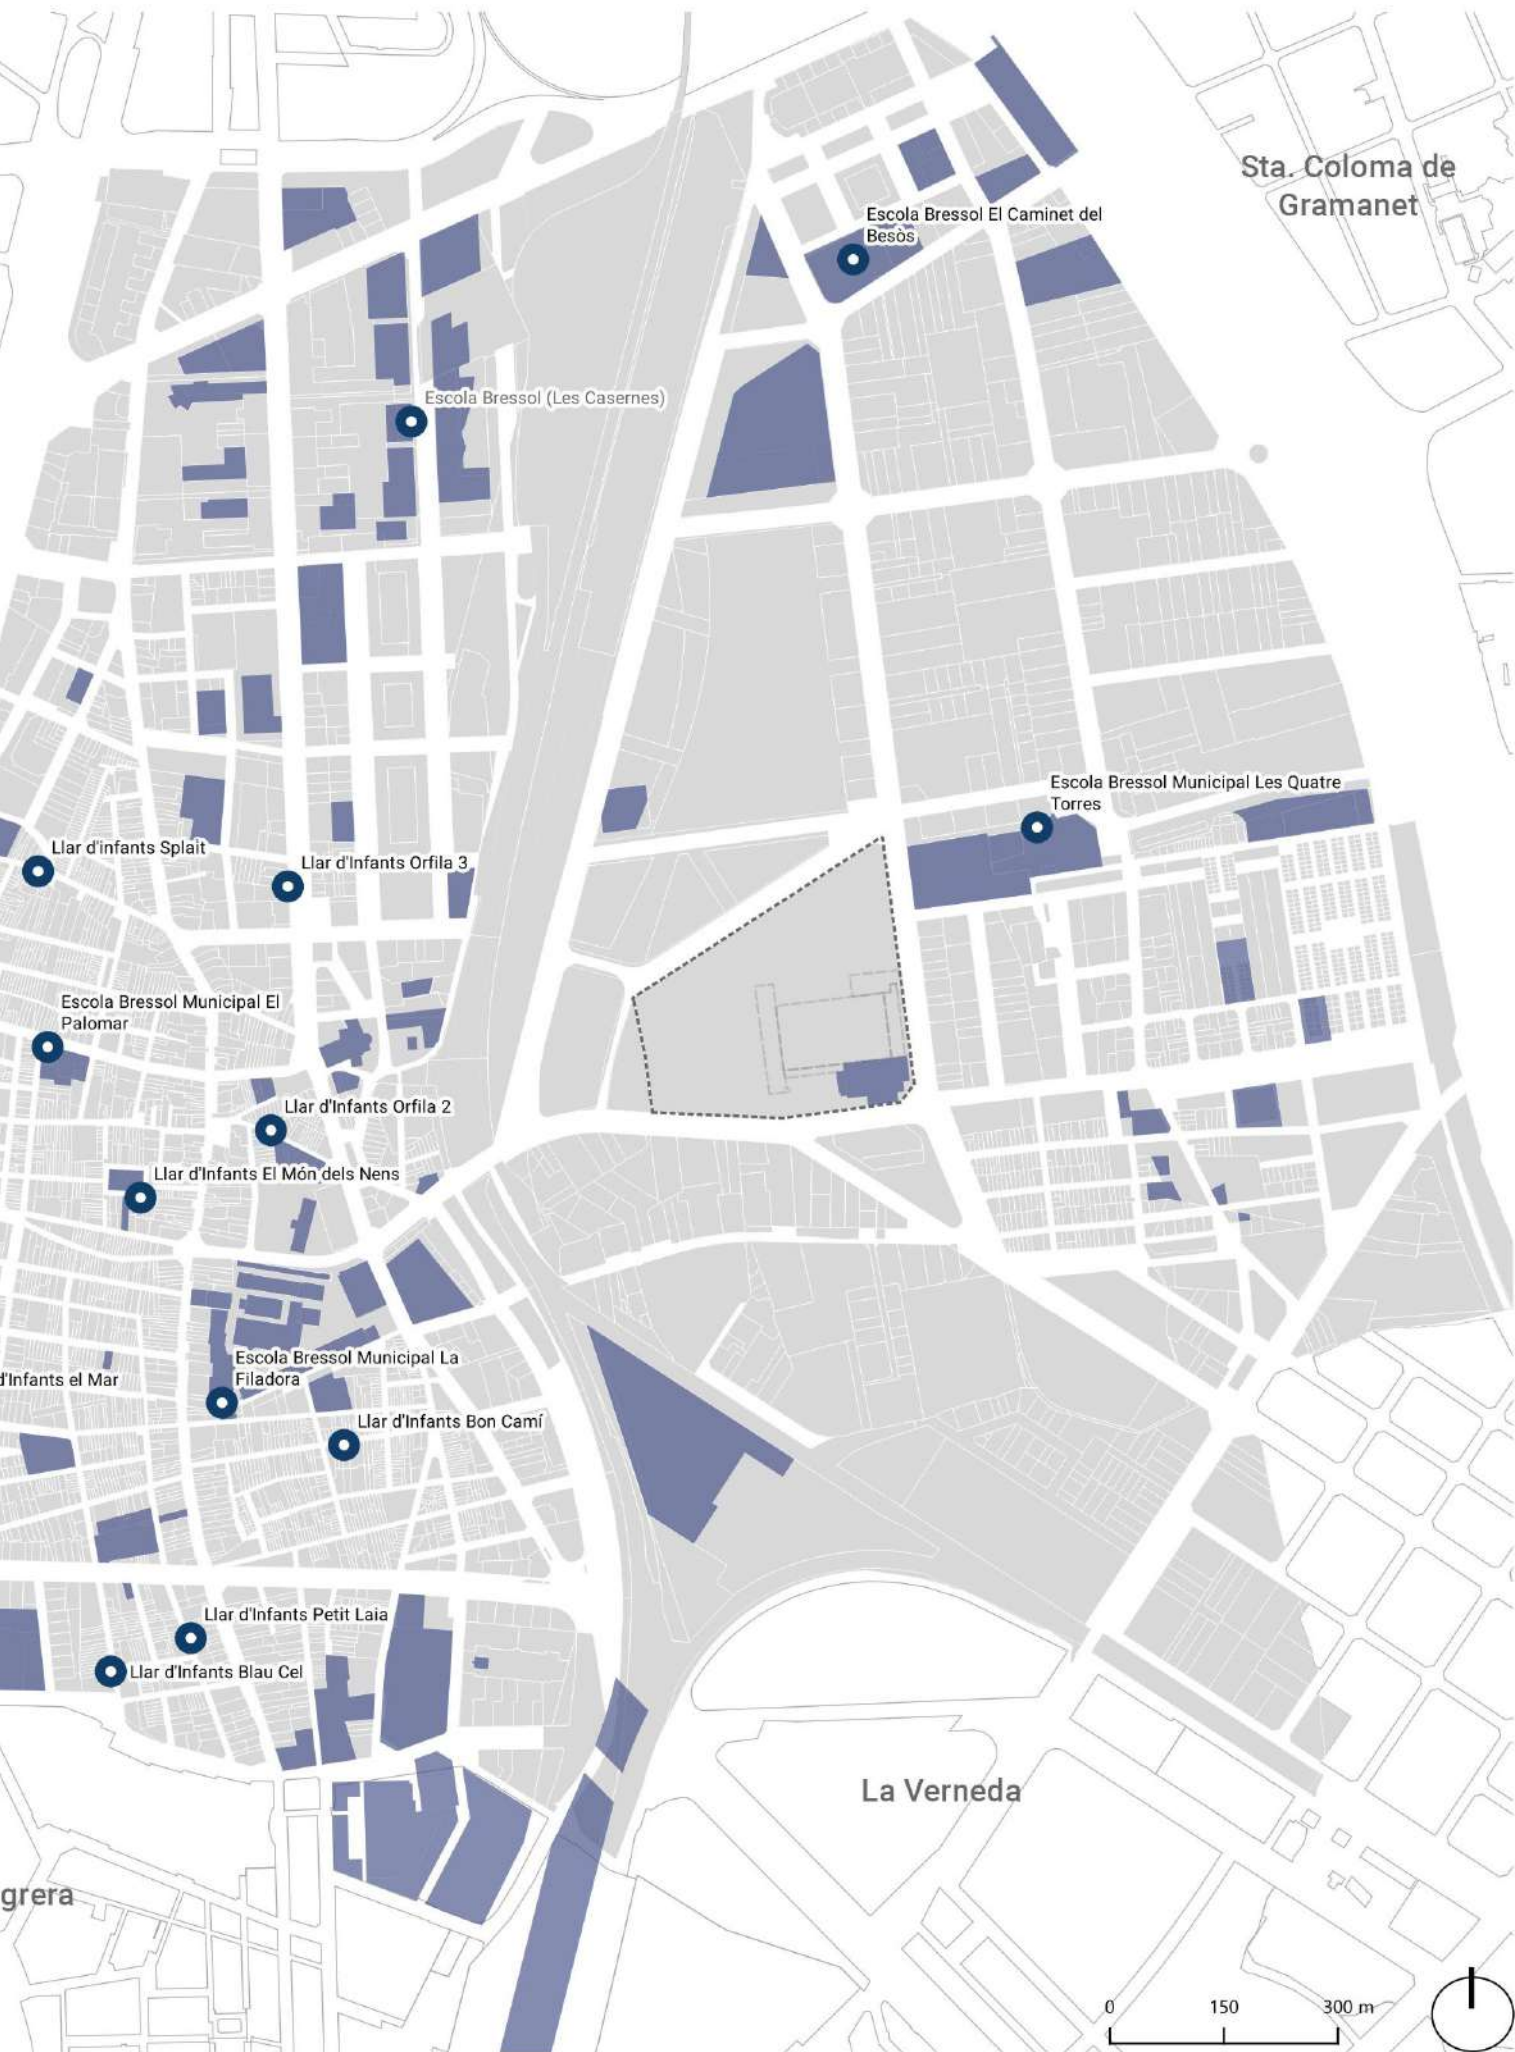 Sta. Coloma de
Gramanet
Escola Bressol El Caminet del
Besòs
Escola Bressol (Les Casernes)
Escola Bressol Municipal Les Quatre
Torres
Llar d'infants Splait
Llar d'Infants Orfila 3
Escola Bressol Municipal El
Palomar
Llar d'Infants Orfila 2
Llar d'Infants El Món dels Nens
Escola Bressol Municipal La
Filadora
d'Infants el Mar
Llar d'Infants Bon Camí
Llar d'Infants Petit Laia
Llar d'Infants Blau Cel
La Verneda
grera
0 150 300 m